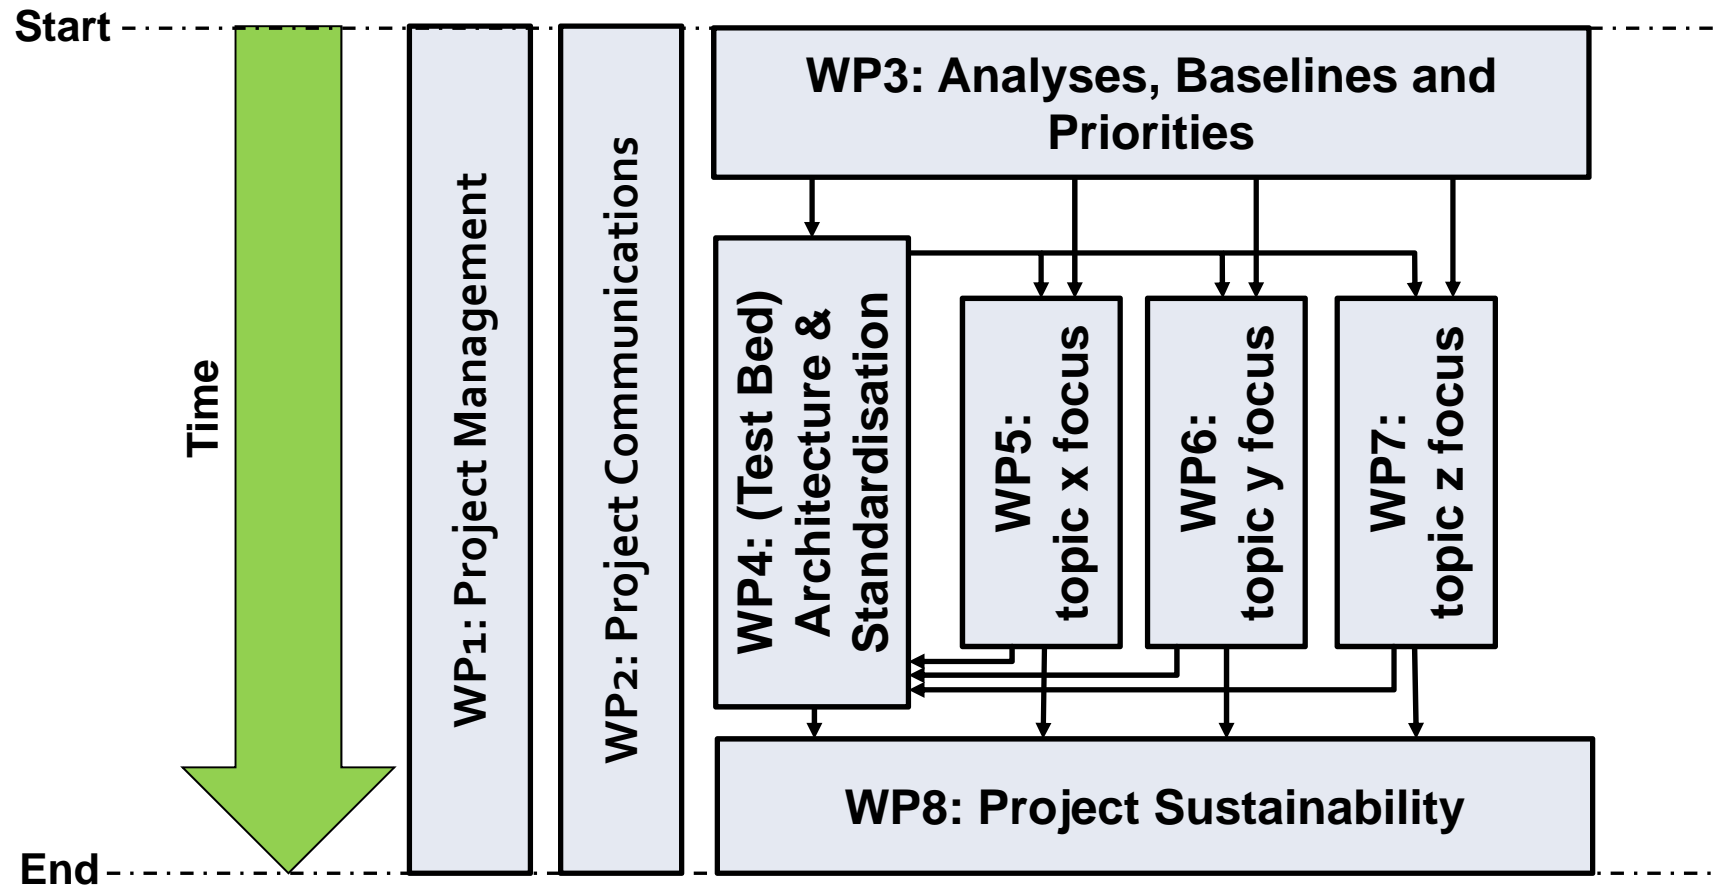 Start
Time
End
WP1: Project Management
WP2: Project Communications
WP3: Analyses, Baselines and
Priorities
WP4: (Test Bed)
Architecture &
Standardisation
WP5:
topic x focus
WP6:
topic y focus
WP7:
topic z focus
WP8: Project Sustainability